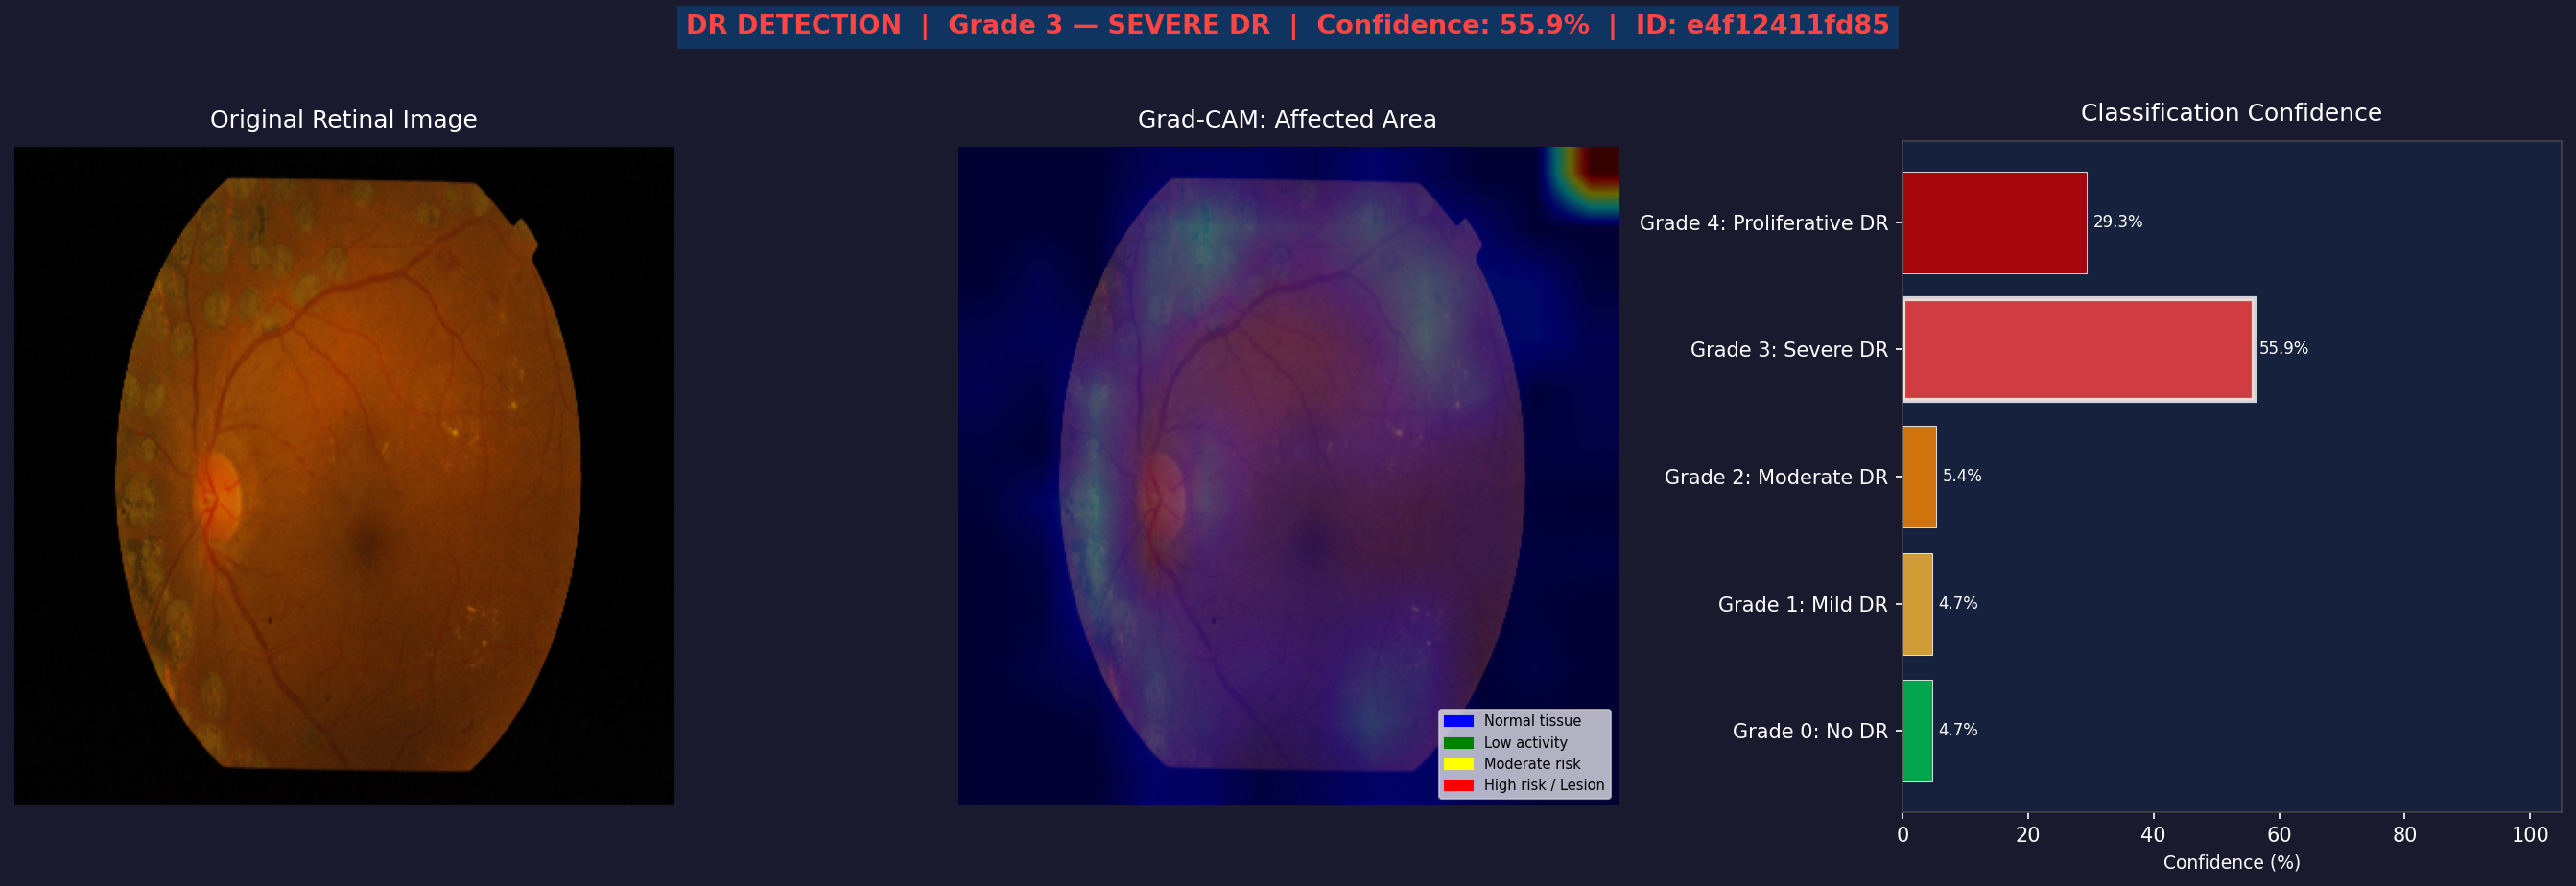 DR DETECTION | Grade 3 — SEVERE DR | Confidence: 55.9% | ID: e4f12411fd85
Original Retinal Image
Grad-CAM: Affected Area
Normal tissue
Low activity
Moderate risk
High risk / Lesion
Classification Confidence
Grade 4: Proliferative DR
29.3%
Grade 3: Severe DR
55.9%
Grade 2: Moderate DR
5.4%
Grade 1: Mild DR
4.7%
Grade 0: No DR
4.7%
0 20 40 60 80 100
Confidence (%)